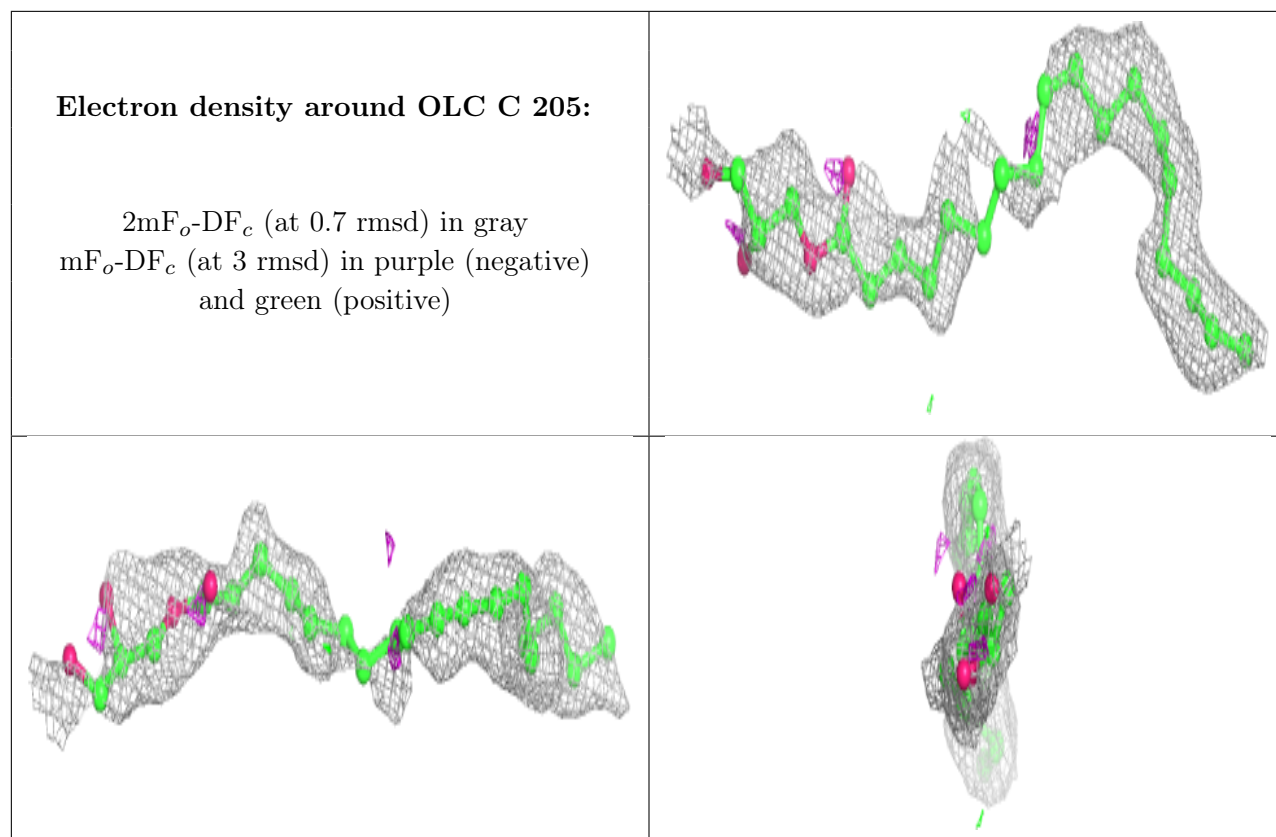 Electron density around OLC C 205:
2mFₒ-DF𝒸 (at 0.7 rmsd) in gray
mFₒ-DF𝒸 (at 3 rmsd) in purple (negative)
and green (positive)